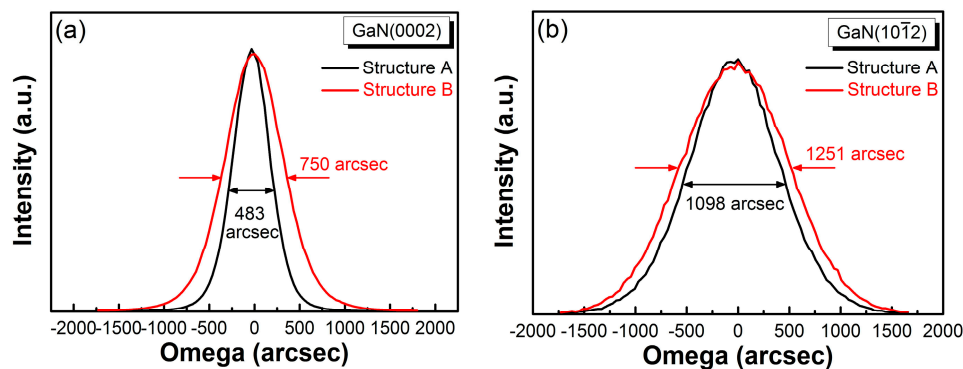 (a)
GaN(0002)
Structure A
Structure B
750 arcsec
483
arcsec
Intensity (a.u.)
-2000 -1500 -1000 -500 0 500 1000 1500 2000
Omega (arcsec)
(b)
GaN(101̄2)
Structure A
Structure B
1251 arcsec
1098 arcsec
Intensity (a.u.)
-2000 -1500 -1000 -500 0 500 1000 1500 2000
Omega (arcsec)